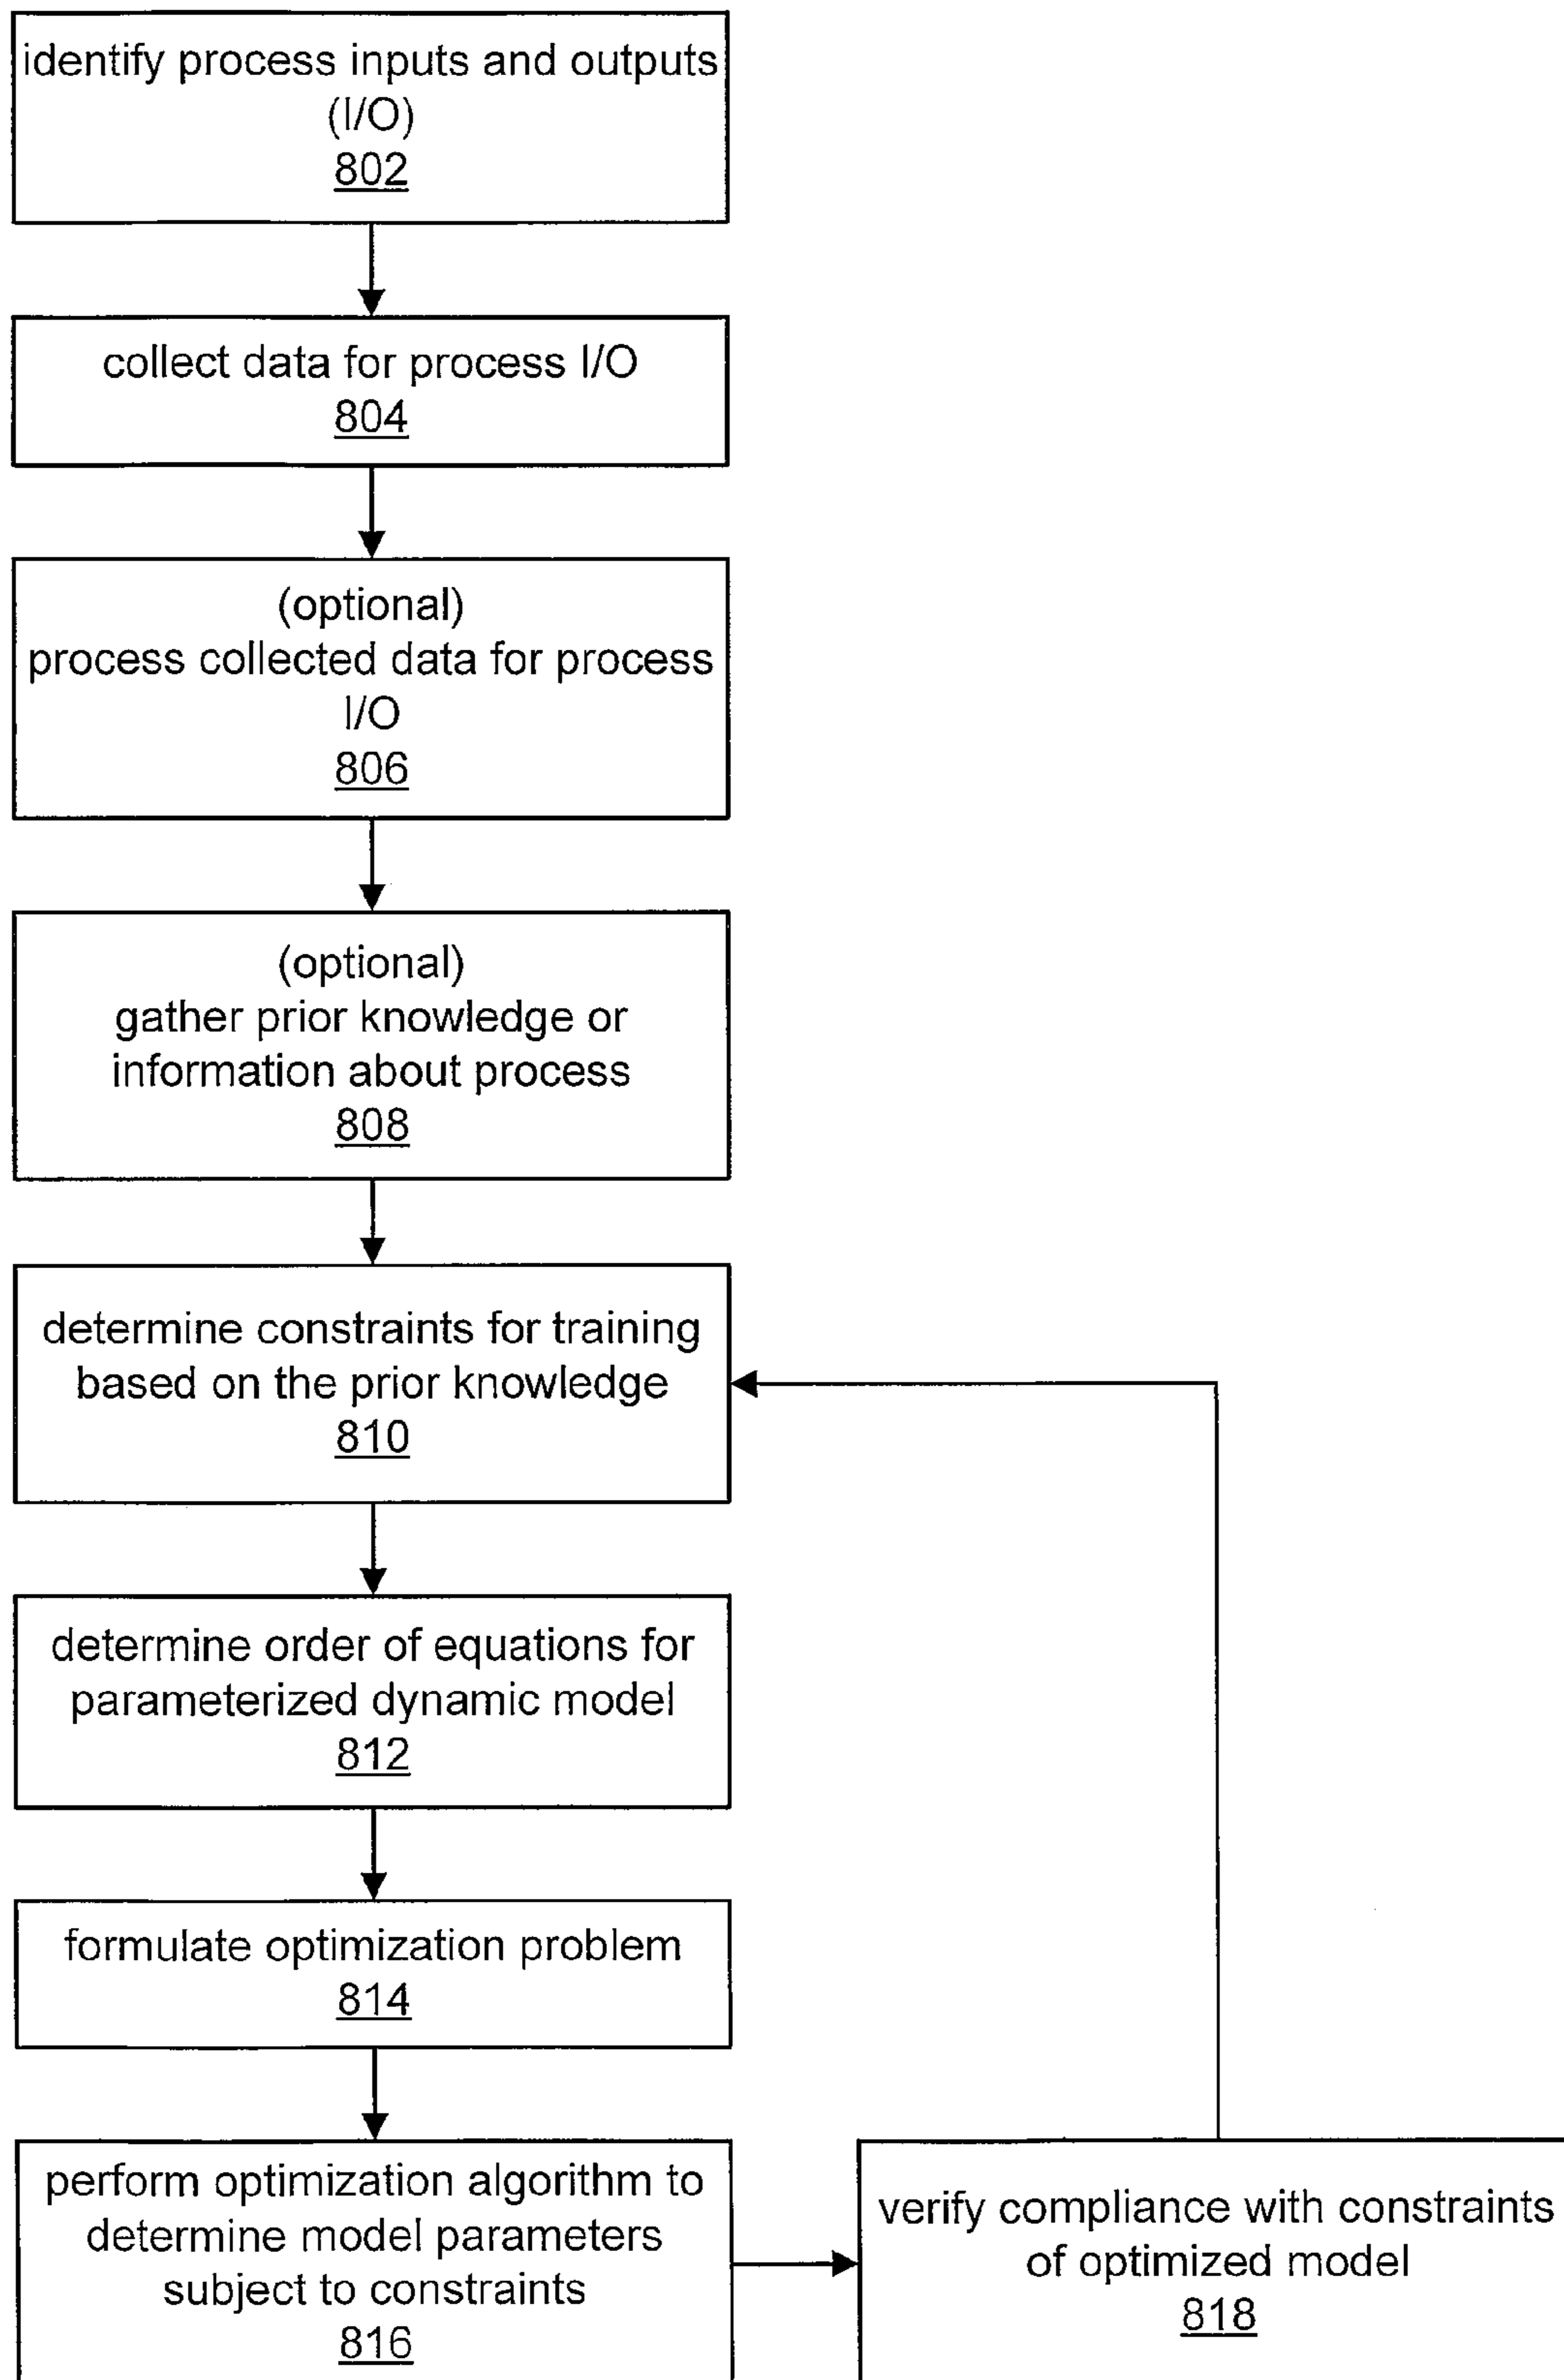 identify process inputs and outputs
(I/O)
802
collect data for process I/O
804
(optional)
process collected data for process
I/O
806
(optional)
gather prior knowledge or
information about process
808
determine constraints for training
based on the prior knowledge
810
determine order of equations for
parameterized dynamic model
812
formulate optimization problem
814
perform optimization algorithm to
determine model parameters
subject to constraints
816
verify compliance with constraints
of optimized model
818